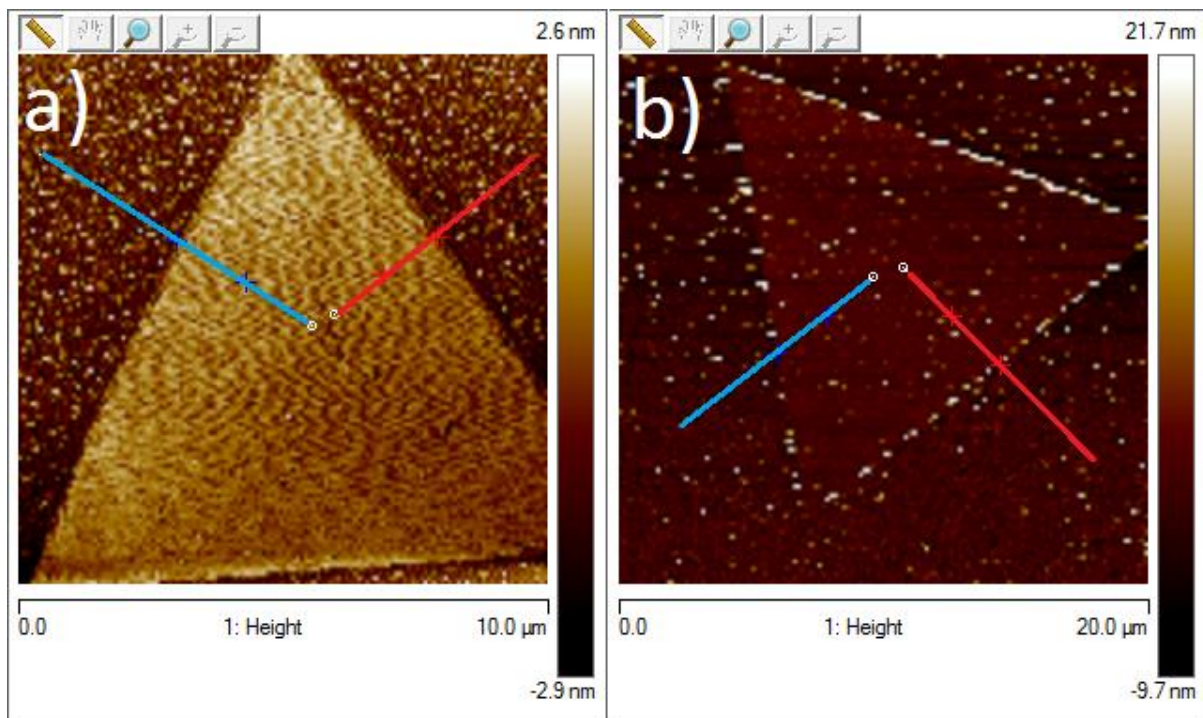 2.6 nm
a)
0.0 1: Height 10.0 µm
-2.9 nm
21.7 nm
b)
0.0 1: Height 20.0 µm
-9.7 nm